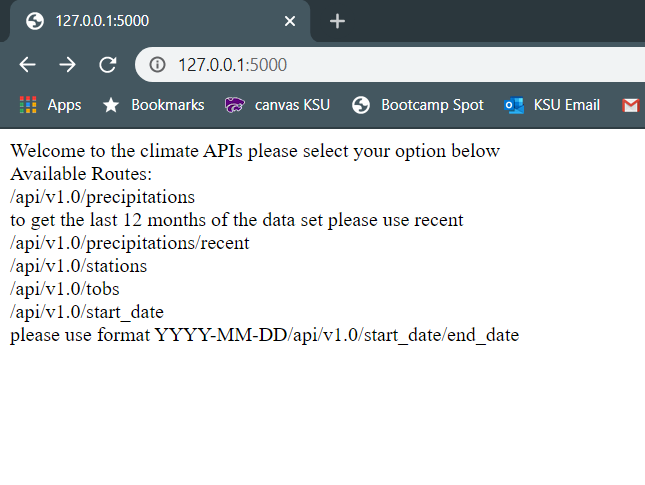 127.0.0.1:5000
127.0.0.1:5000
Apps Bookmarks canvas KSU Bootcamp Spot KSU Email
Welcome to the climate APIs please select your option below
Available Routes:
/api/v1.0/precipitations
to get the last 12 months of the data set please use recent
/api/v1.0/precipitations/recent
/api/v1.0/stations
/api/v1.0/tobs
/api/v1.0/start_date
please use format YYYY-MM-DD/api/v1.0/start_date/end_date